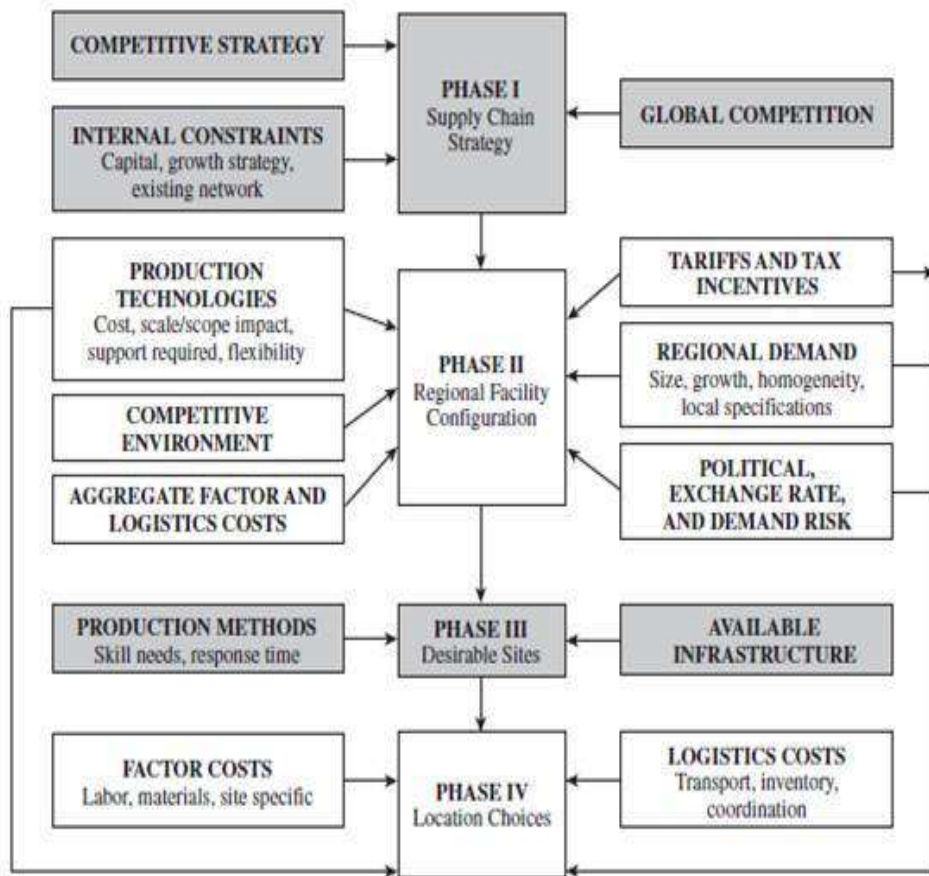 COMPETITIVE STRATEGY
PHASE I
Supply Chain
Strategy
GLOBAL COMPETITION
INTERNAL CONSTRAINTS
Capital, growth strategy,
existing network
PRODUCTION
TECHNOLOGIES
Cost, scale/scope impact,
support required, flexibility
TARIFFS AND TAX
INCENTIVES
PHASE II
Regional Facility
Configuration
REGIONAL DEMAND
Size, growth, homogeneity,
local specifications
COMPETITIVE
ENVIRONMENT
POLITICAL,
EXCHANGE RATE,
AND DEMAND RISK
AGGREGATE FACTOR AND
LOGISTICS COSTS
PRODUCTION METHODS
Skill needs, response time
PHASE III
Desirable Sites
AVAILABLE
INFRASTRUCTURE
FACTOR COSTS
Labor, materials, site specific
PHASE IV
Location Choices
LOGISTICS COSTS
Transport, inventory,
coordination